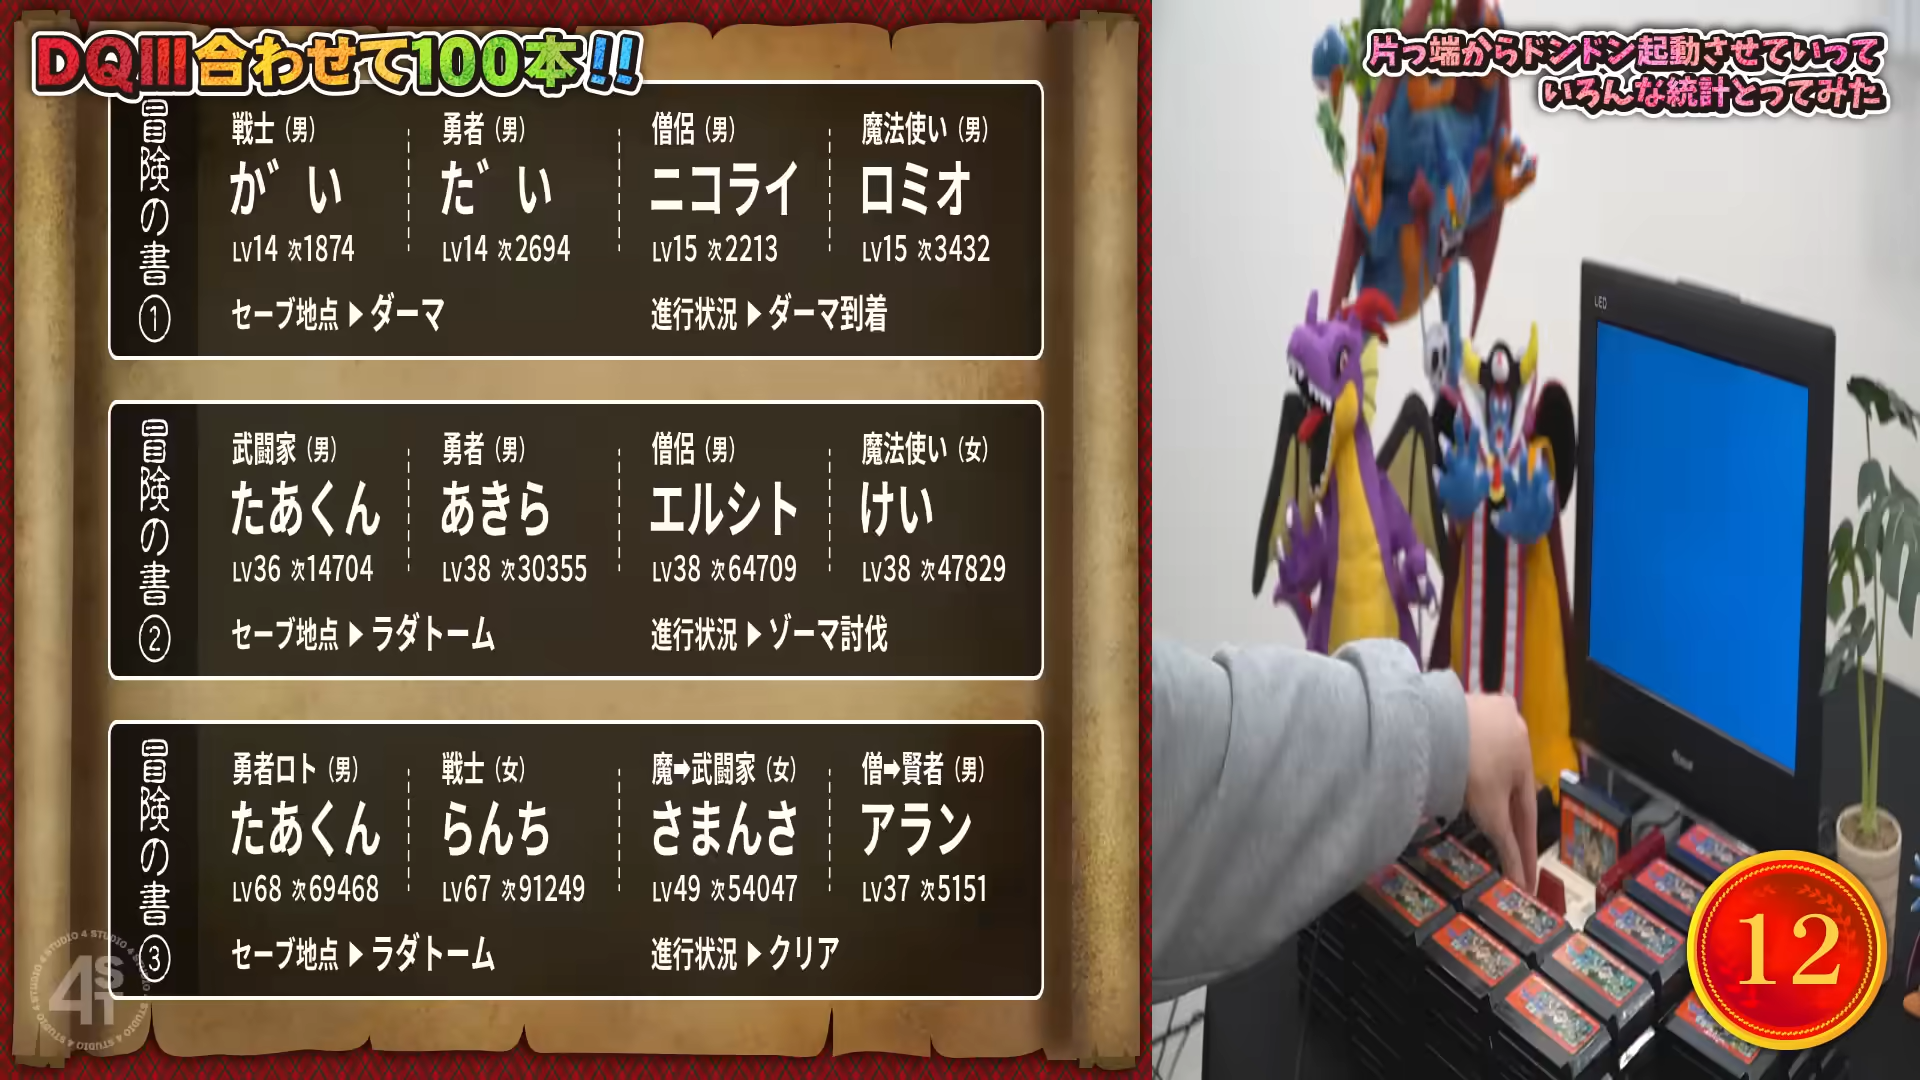 DQIII合わせて100本!!
片っ端からドンドン起動させていって
いろんな統計とってみた
冒険の書①
戦士(男) 勇者(男) 僧侶(男) 魔法使い(男)
がい だい ニコライ ロミオ
LV14 次1874 LV14 次2694 LV15 次2213 LV15 次3432
セーブ地点▶ダーマ 進行状況▶ダーマ到着
冒険の書②
武闘家(男) 勇者(男) 僧侶(男) 魔法使い(女)
たあくん あきら エルシト けい
LV36 次14704 LV38 次30355 LV38 次64709 LV38 次47829
セーブ地点▶ラダトーム 進行状況▶ゾーマ討伐
冒険の書③
勇者ロト(男) 戦士(女) 魔➡武闘家(女) 僧➡賢者(男)
たあくん らんち さまんさ アラン
LV68 次69468 LV67 次91249 LV49 次54047 LV37 次5151
セーブ地点▶ラダトーム 進行状況▶クリア
LED
12
4ST
STUDIO 4 STUDIO 4 STUDIO 4 STUDIO 4